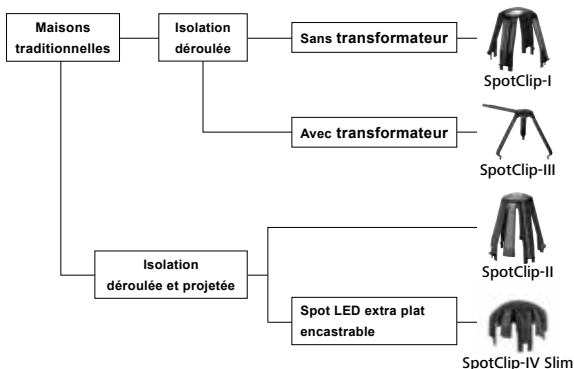 Maisons
traditionnelles
Isolation
déroulée
Sans transformateur
SpotClip-I
Avec transformateur
SpotClip-III
Isolation
déroulée et projetée
SpotClip-II
Spot LED extra plat
encastrable
SpotClip-IV Slim